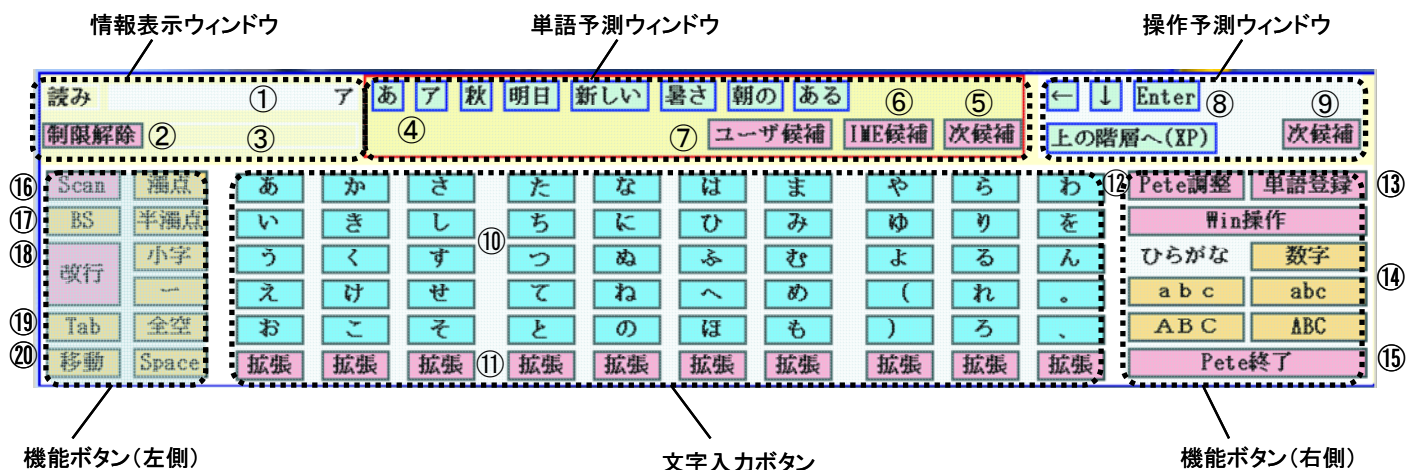 情報表示ウィンドウ 単語予測ウィンドウ 操作予測ウィンドウ
読み ① ア あ ア 秋 明日 新しい 暑さ 朝の ある ⑥ ⑤ ← ↓ Enter ⑧ ⑨
制限解除 ② ③ ④ ⑦ ユーザ候補 IME候補 次候補 上の階層へ(XP) 次候補
⑯ Scan 濁点 あ か さ た な は ま や ら わ ⑫ Pete調整 単語登録 ⑬
⑰ BS 半濁点 い き し ち に ひ み ゆ り を Win操作
⑱ 改行 小字 う く す ⑩ つ ぬ ふ む よ る ん ひらがな 数字
ー え け せ て ね へ め ( れ 。 ａｂｃ abc ⑭
⑲ Tab 全空 お こ そ と の ほ も ) ろ 、 ＡＢＣ ABC
⑳ 移動 Space 拡張 拡張 拡張 ⑪ 拡張 拡張 拡張 拡張 拡張 拡張 拡張 Pete終了 ⑮
機能ボタン（左側） 文字入力ボタン 機能ボタン（右側）